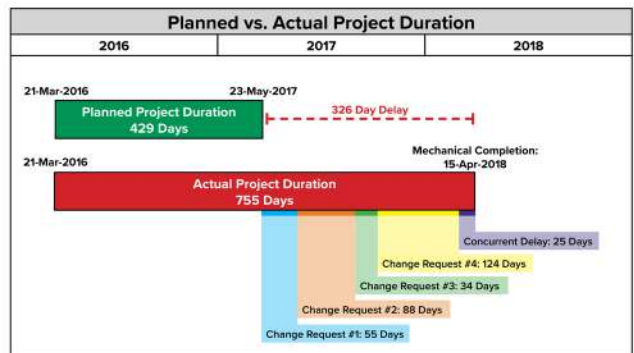 Planned vs. Actual Project Duration
2016 2017 2018
21-Mar-2016 23-May-2017
Planned Project Duration
429 Days
326 Day Delay
21-Mar-2016
Mechanical Completion:
15-Apr-2018
Actual Project Duration
755 Days
Concurrent Delay: 25 Days
Change Request #4: 124 Days
Change Request #3: 34 Days
Change Request #2: 88 Days
Change Request #1: 55 Days